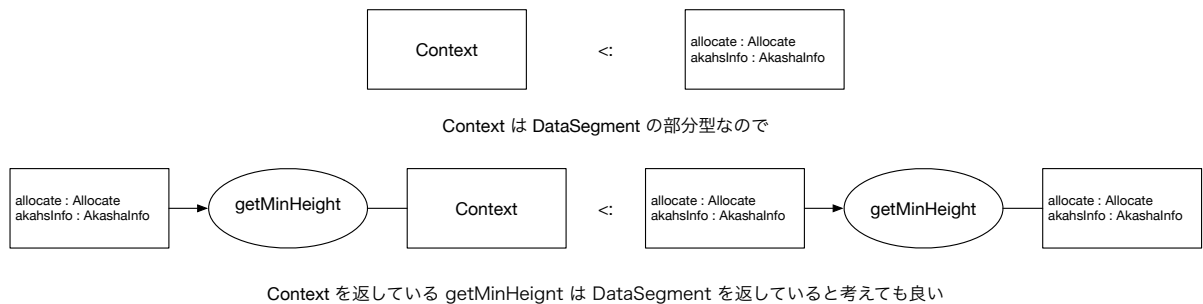 Context
<:
allocate : Allocate
akahsInfo : AkashaInfo
Context は DataSegment の部分型なので
allocate : Allocate
akahsInfo : AkashaInfo
getMinHeight
Context
<:
allocate : Allocate
akahsInfo : AkashaInfo
getMinHeight
allocate : Allocate
akahsInfo : AkashaInfo
Context を返している getMinHeignt は DataSegment を返していると考えても良い